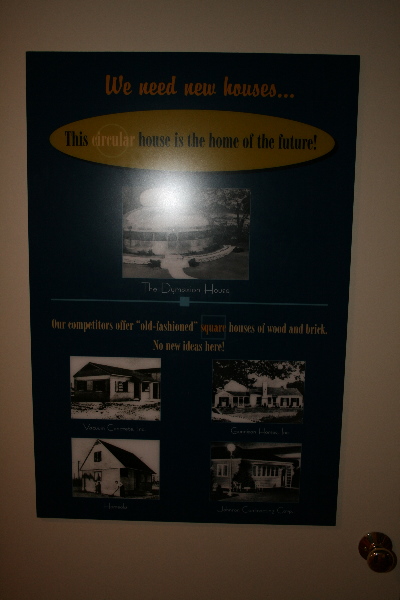 We need new houses...
This circular house is the home of the future!
The Dymaxion House
Our competitors offer "old-fashioned" square houses of wood and brick.
No new ideas here!